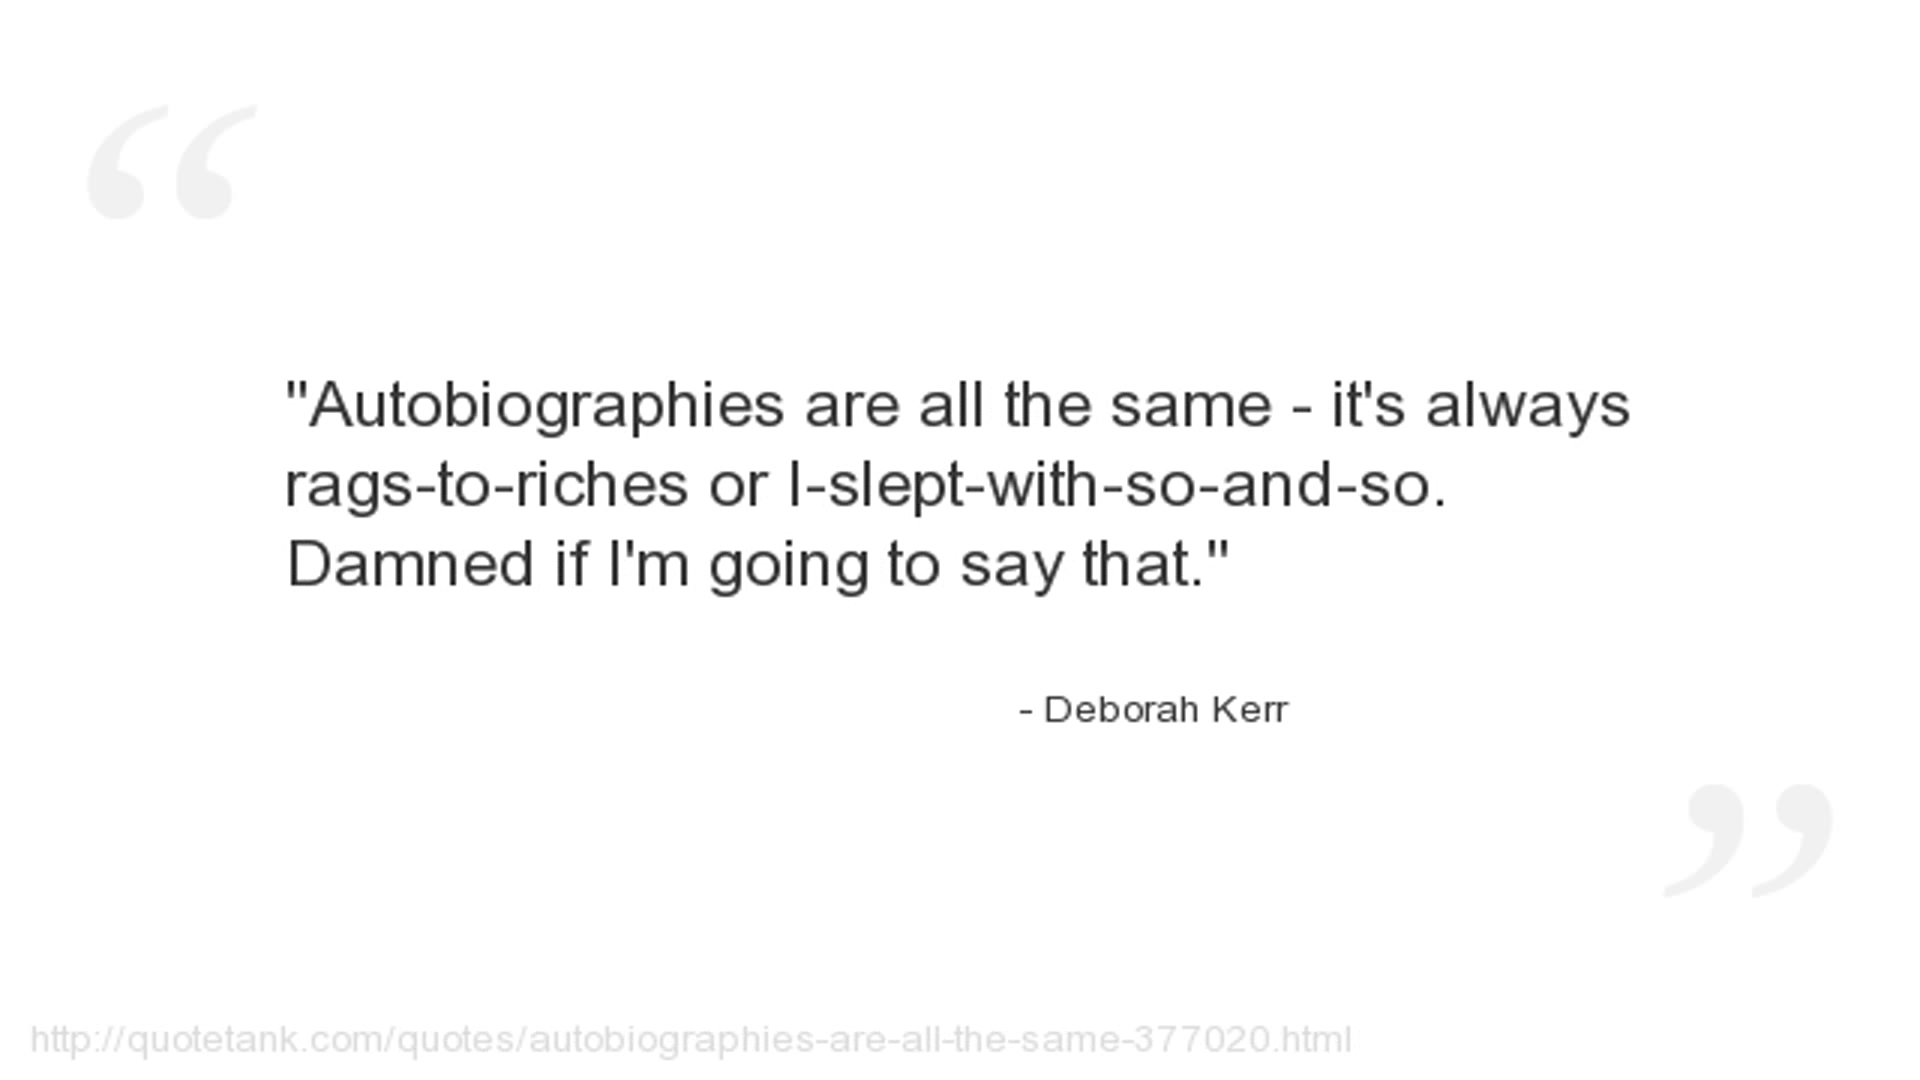 "Autobiographies are all the same - it's always
rags-to-riches or I-slept-with-so-and-so.
Damned if I'm going to say that."
- Deborah Kerr
http://quotetank.com/quotes/autobiographies-are-all-the-same-377020.html